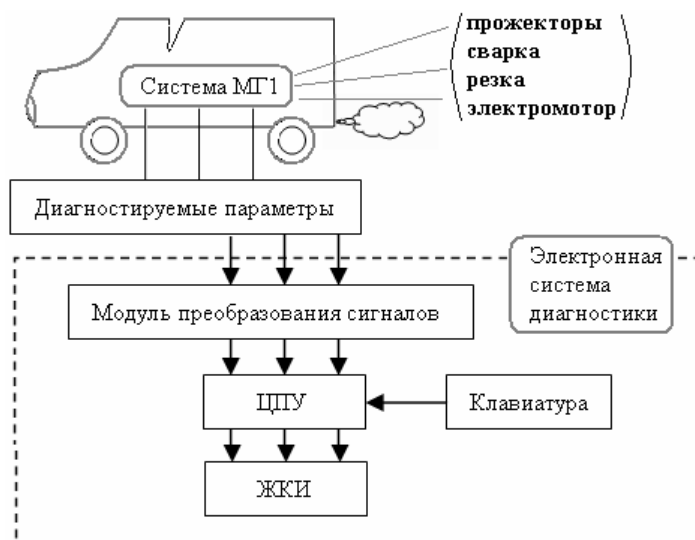 прожекторы
сварка
резка
электромотор
Система МГ1
Диагностируемые параметры
Электронная
система
диагностики
Модуль преобразования сигналов
ЦПУ
Клавиатура
ЖКИ